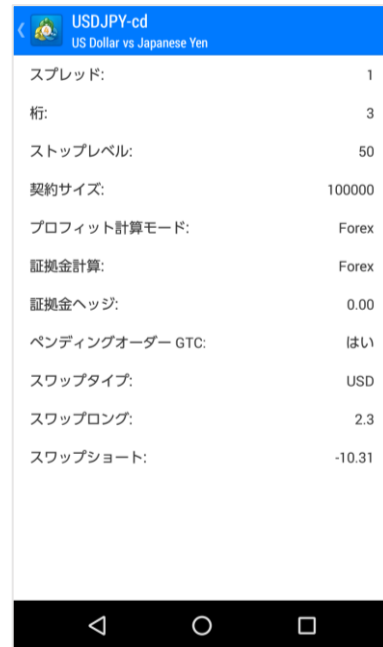 USDJPY-cd
US Dollar vs Japanese Yen
スプレッド: 1
桁: 3
ストップレベル: 50
契約サイズ: 100000
プロフィット計算モード: Forex
証拠金計算: Forex
証拠金ヘッジ: 0.00
ペンディングオーダー GTC: はい
スワップタイプ: USD
スワップロング: 2.3
スワップショート: -10.31